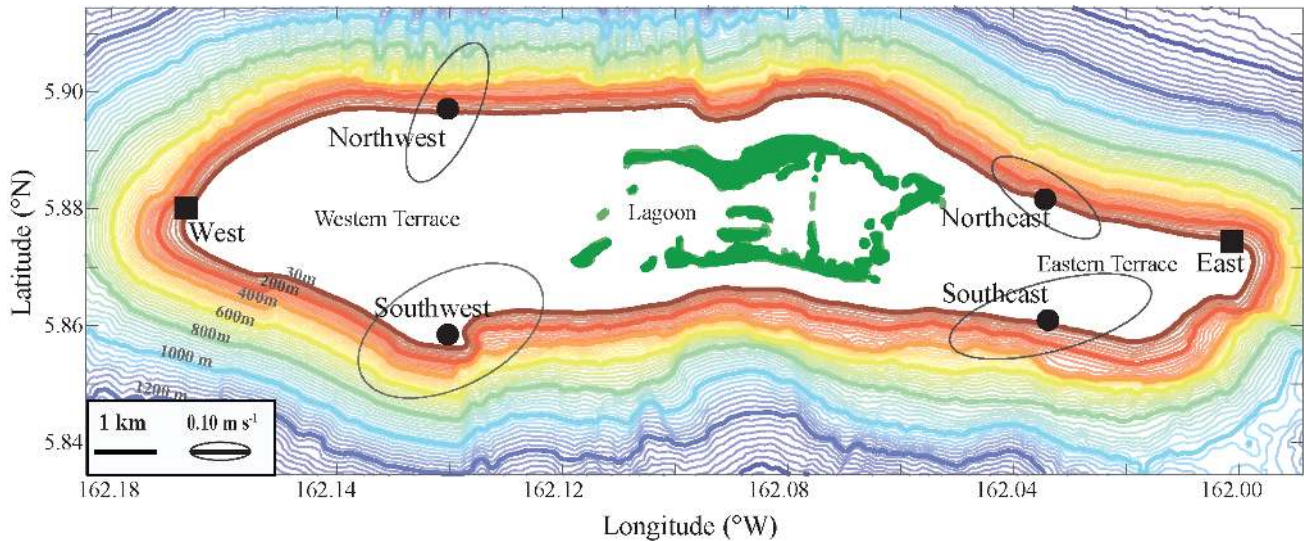 5.90
5.88
5.86
5.84
Latitude (°N)
Northwest
West
Western Terrace
Lagoon
Northeast
Eastern Terrace
East
Southwest
Southeast
30m
200m
400m
600m
800m
1000 m
1200 m
1 km
0.10 m s⁻¹
162.18
162.14
162.12
162.08
162.04
162.00
Longitude (°W)